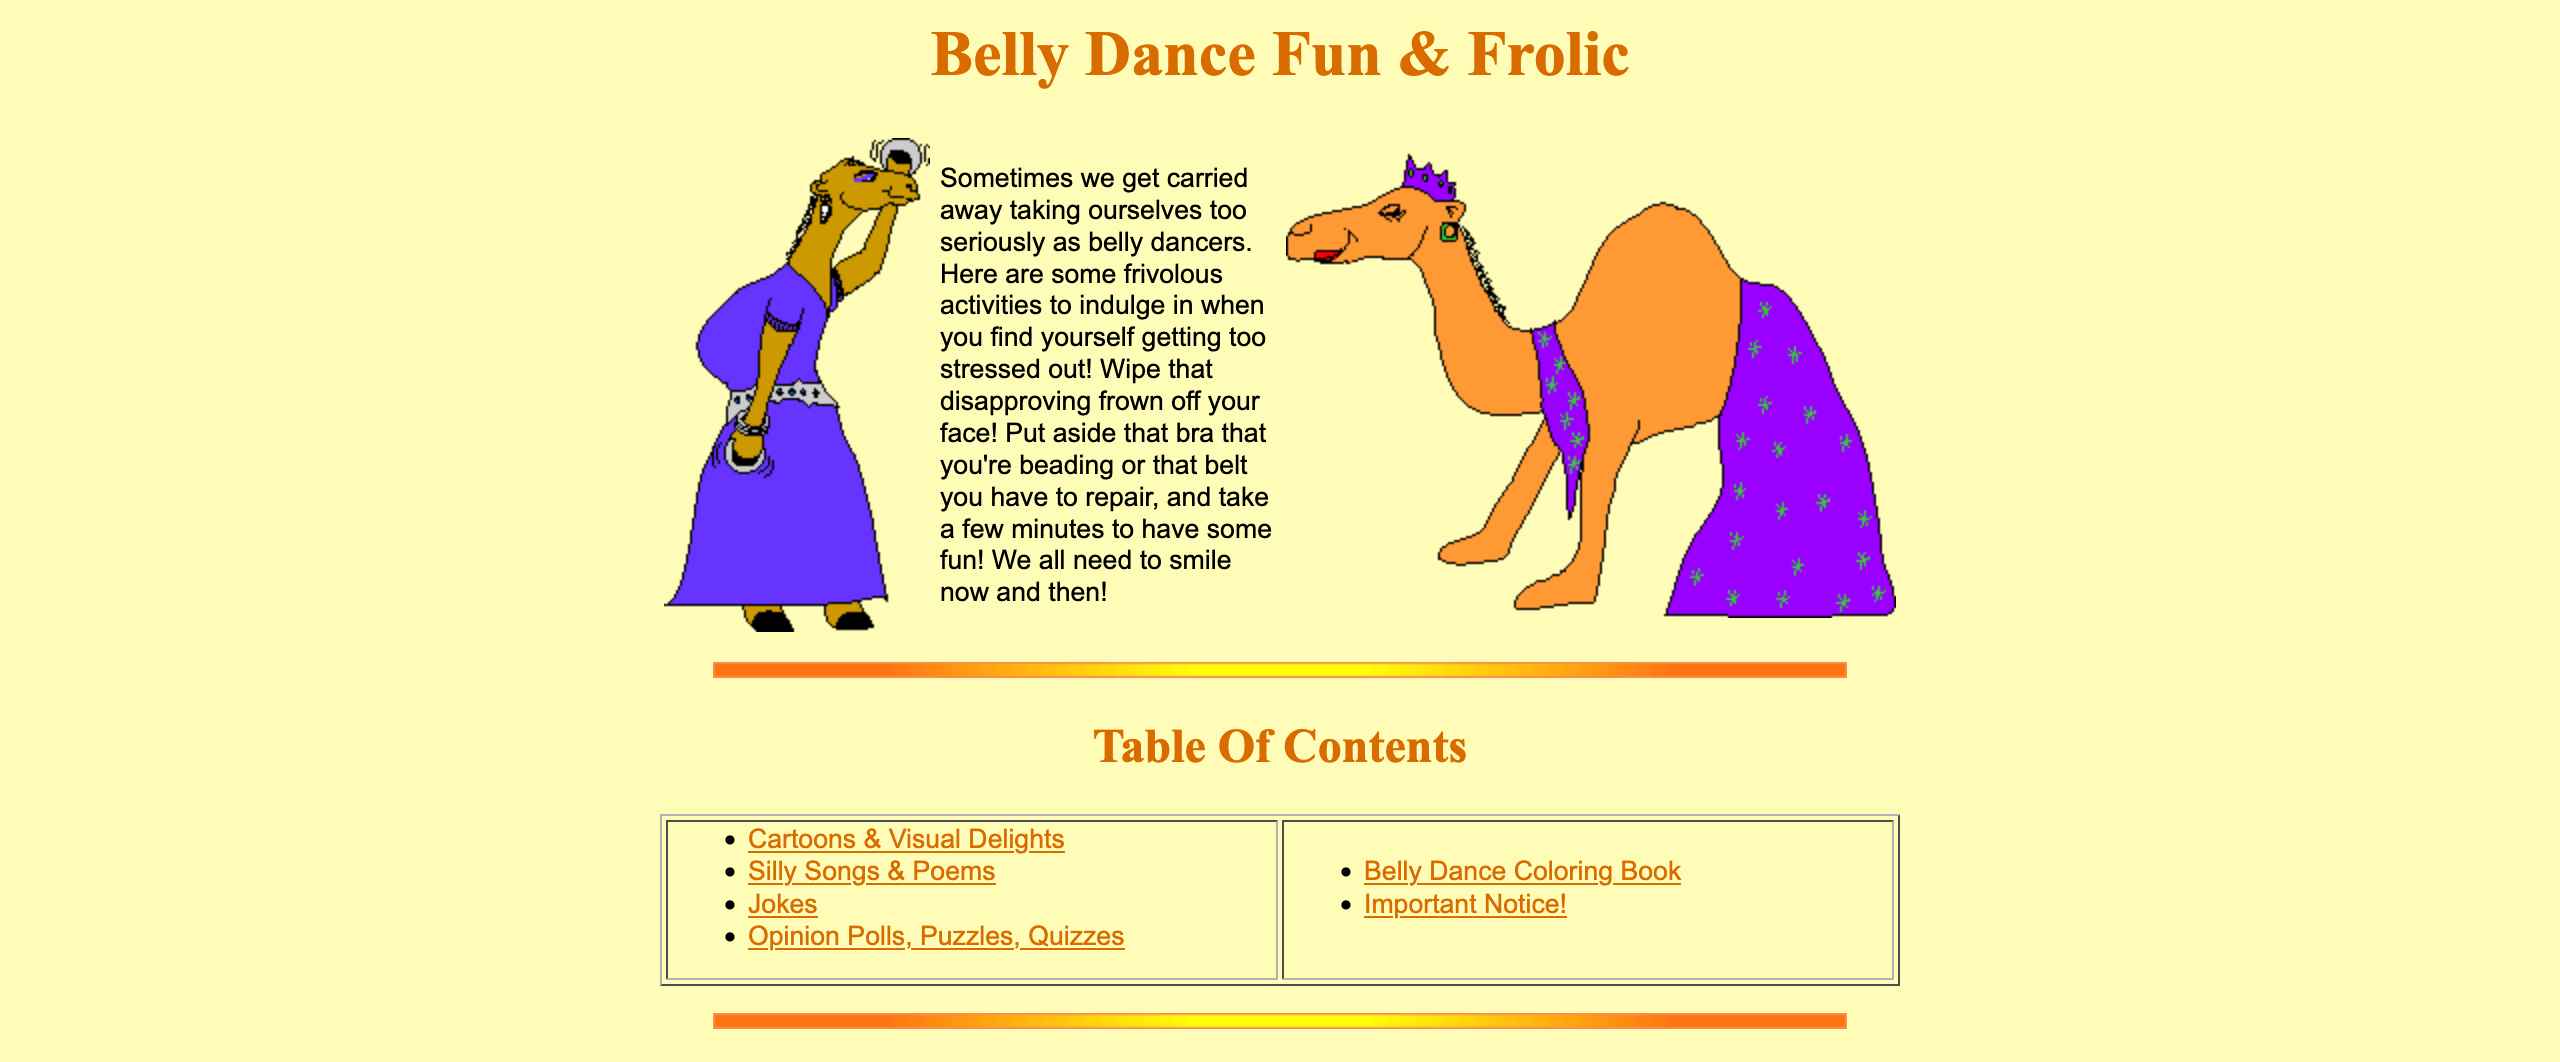 Belly Dance Fun & Frolic
Sometimes we get carried
away taking ourselves too
seriously as belly dancers.
Here are some frivolous
activities to indulge in when
you find yourself getting too
stressed out! Wipe that
disapproving frown off your
face! Put aside that bra that
you're beading or that belt
you have to repair, and take
a few minutes to have some
fun! We all need to smile
now and then!
Table Of Contents
Cartoons & Visual Delights
Silly Songs & Poems
Jokes
Opinion Polls, Puzzles, Quizzes
Belly Dance Coloring Book
Important Notice!